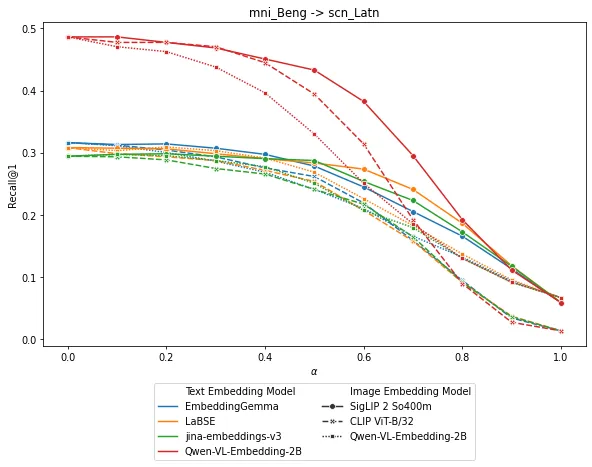 mni_Beng -> scn_Latn
Recall@1
0.5
0.4
0.3
0.2
0.1
0.0
0.0 0.2 0.4 0.6 0.8 1.0
α
Text Embedding Model Image Embedding Model
EmbeddingGemma SigLIP 2 So400m
LaBSE CLIP ViT-B/32
jina-embeddings-v3 Qwen-VL-Embedding-2B
Qwen-VL-Embedding-2B